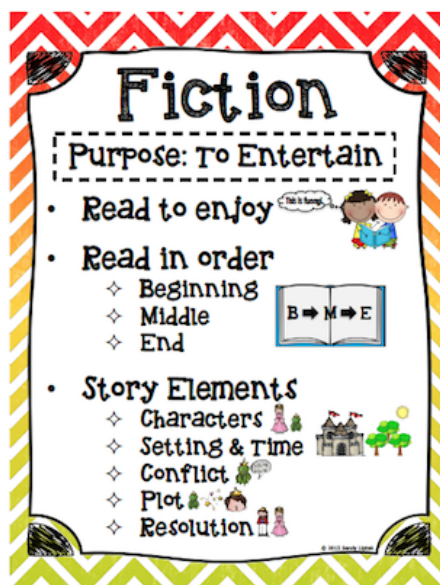 Fiction
Purpose: To Entertain
• Read to enjoy
This is funny!
• Read in order
Beginning
Middle
End
B ➡ M ➡ E
• Story Elements
Characters
Setting & Time
Conflict
Plot
Resolution
© 2013